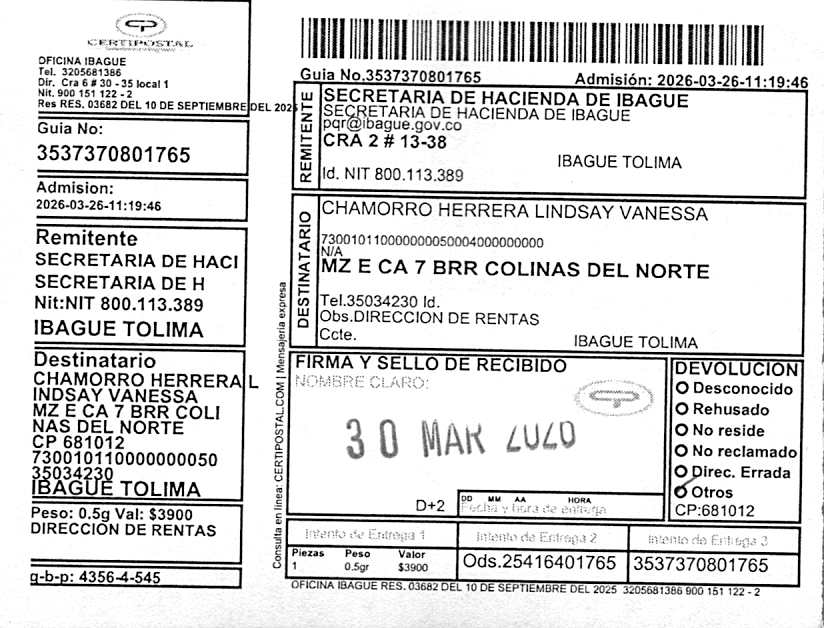 CERTIPOSTAL
OFICINA IBAGUE
Tel. 3205681386
Dir. Cra 6 # 30 - 35 local 1
Nit. 900 151 122 - 2
Res RES. 03682 DEL 10 DE SEPTIEMBRE DEL 2025
Guia No:
3537370801765
Admision:
2026-03-26-11:19:46
Remitente
SECRETARIA DE HACI
SECRETARIA DE H
Nit:NIT 800.113.389
IBAGUE TOLIMA
Destinatario
CHAMORRO HERRERA L
INDSAY VANESSA
MZ E CA 7 BRR COLI
NAS DEL NORTE
CP 681012
730010110000000050
35034230
IBAGUE TOLIMA
Peso: 0.5g Val: $3900
DIRECCION DE RENTAS
g-b-p: 4356-4-545
Consulta en linea: CERTIPOSTAL.COM | Mensajería expresa
Guia No.3537370801765
Admisión: 2026-03-26-11:19:46
REMITENTE
SECRETARIA DE HACIENDA DE IBAGUE
SECRETARIA DE HACIENDA DE IBAGUE
pqr@ibague.gov.co
CRA 2 # 13-38
IBAGUE TOLIMA
Id. NIT 800.113.389
DESTINATARIO
CHAMORRO HERRERA LINDSAY VANESSA
730010110000000050004000000000
N/A
MZ E CA 7 BRR COLINAS DEL NORTE
Tel.35034230 Id.
Obs.DIRECCION DE RENTAS
Ccte.
IBAGUE TOLIMA
FIRMA Y SELLO DE RECIBIDO
NOMBRE CLARO:
30 MAR 2026
D+2
DD MM AA HORA
Fecha y hora de entrega
DEVOLUCION
Desconocido
Rehusado
No reside
No reclamado
Direc. Errada
Otros
CP:681012
Intento de Entrega 1
Intento de Entrega 2
Intento de Entrega 3
Piezas Peso Valor
1 0.5gr $3900
Ods.25416401765
3537370801765
OFICINA IBAGUE RES. 03682 DEL 10 DE SEPTIEMBRE DEL 2025 3205681386 900 151 122 - 2